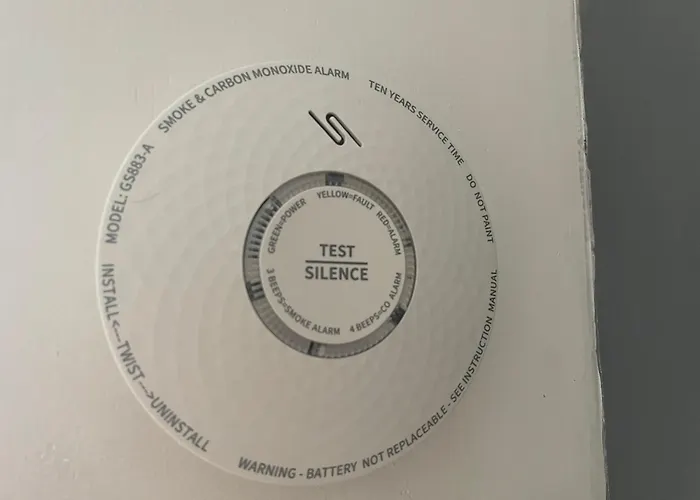 SMOKE & CARBON MONOXIDE ALARM
TEN YEARS SERVICE TIME
DO NOT PAINT
MODEL: GS883-A
INSTALL<---TWIST--->UNINSTALL
WARNING - BATTERY NOT REPLACEABLE - SEE INSTRUCTION MANUAL
GREEN=POWER
YELLOW=FAULT
RED=ALARM
TEST
SILENCE
3 BEEPS=SMOKE ALARM
4 BEEPS=CO ALARM